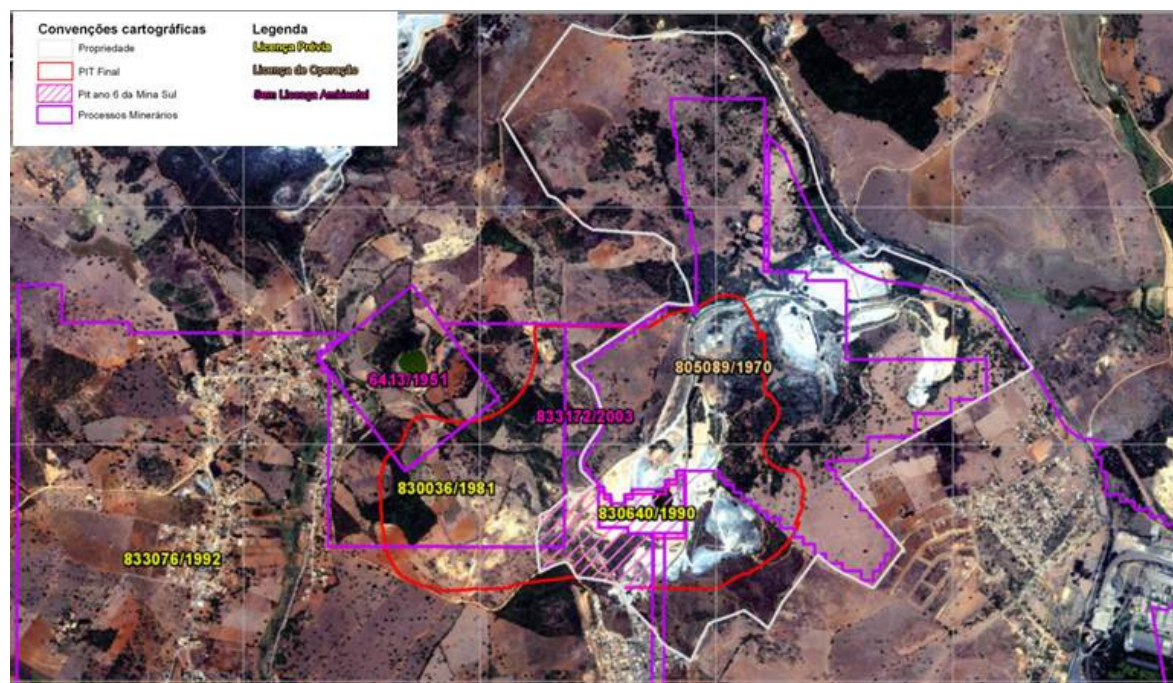 Convenções cartográficas
Propriedade
PIT Final
Pit ano 6 da Mina Sul
Processos Minerários
Legenda
Licença Prévia
Licença de Operação
Sem Licença Ambiental
6413/1951
805089/1970
833172/2003
830036/1981
830640/1990
833076/1992